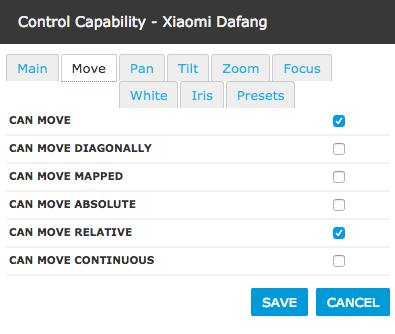 Control Capability - Xiaomi Dafang
Main Move Pan Tilt Zoom Focus
White Iris Presets
CAN MOVE
CAN MOVE DIAGONALLY
CAN MOVE MAPPED
CAN MOVE ABSOLUTE
CAN MOVE RELATIVE
CAN MOVE CONTINUOUS
SAVE CANCEL